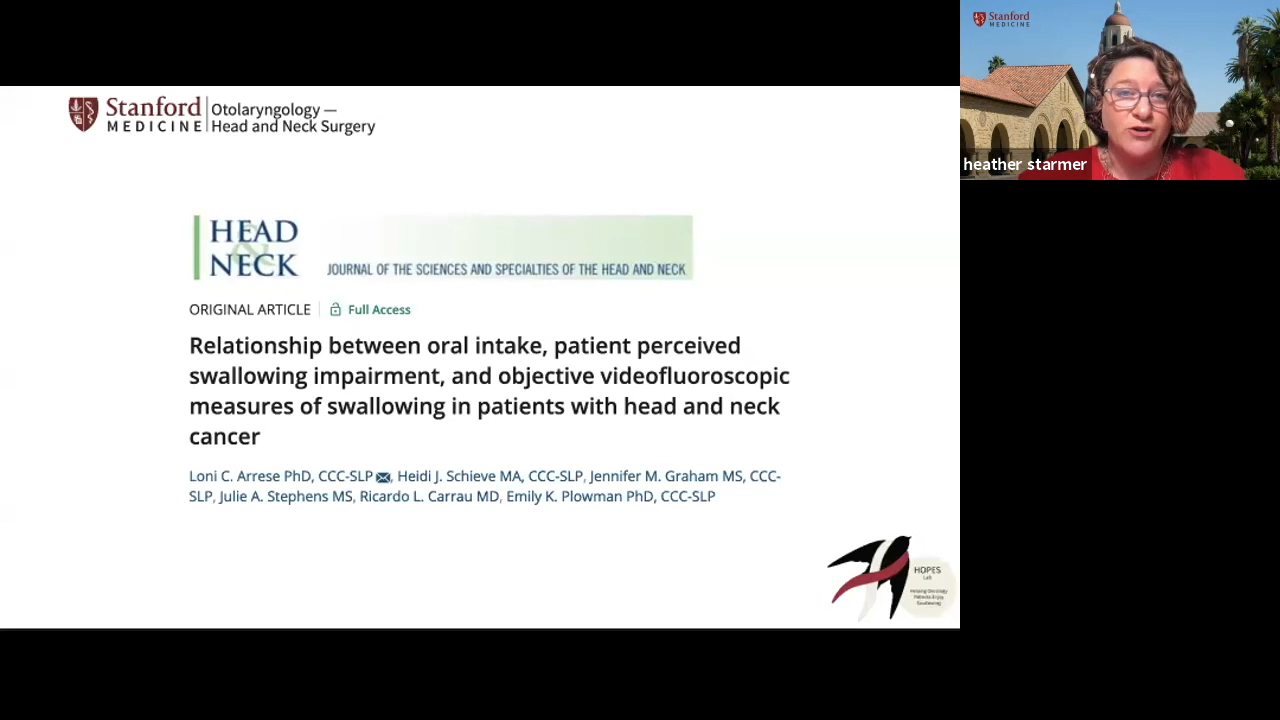 Stanford
MEDICINE
Otolaryngology —
Head and Neck Surgery
HEAD
&
NECK
JOURNAL OF THE SCIENCES AND SPECIALTIES OF THE HEAD AND NECK
ORIGINAL ARTICLE
Full Access
Relationship between oral intake, patient perceived
swallowing impairment, and objective videofluoroscopic
measures of swallowing in patients with head and neck
cancer
Loni C. Arrese PhD, CCC-SLP, Heidi J. Schieve MA, CCC-SLP, Jennifer M. Graham MS, CCC-
SLP, Julie A. Stephens MS, Ricardo L. Carrau MD, Emily K. Plowman PhD, CCC-SLP
HOPES
Lab
Helping Oncology
Patients Enjoy
Swallowing
Stanford
MEDICINE
heather starmer